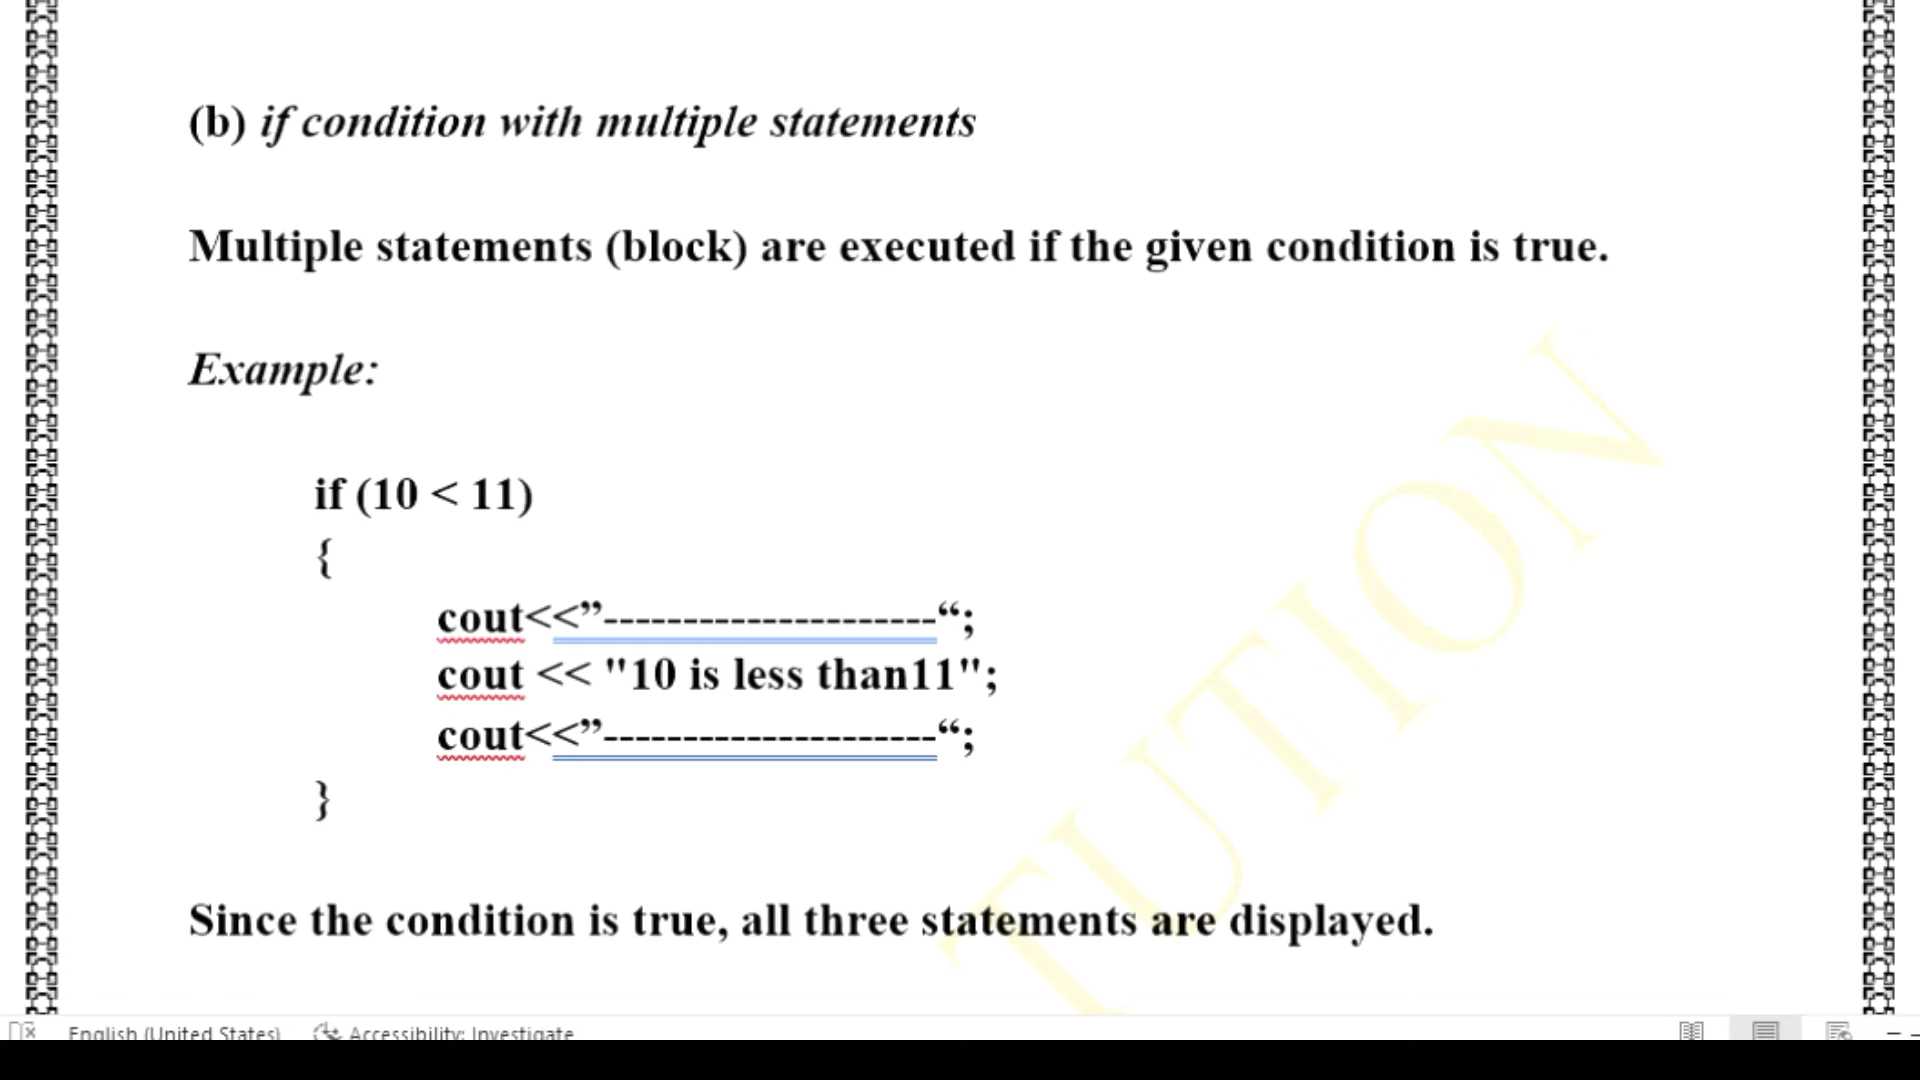 (b) if condition with multiple statements
Multiple statements (block) are executed if the given condition is true.
Example:
if (10 < 11)
{
cout<<”---------------------“;
cout << "10 is less than11";
cout<<”---------------------“;
}
Since the condition is true, all three statements are displayed.
TUTION
English (United States) Accessibility: Investigate